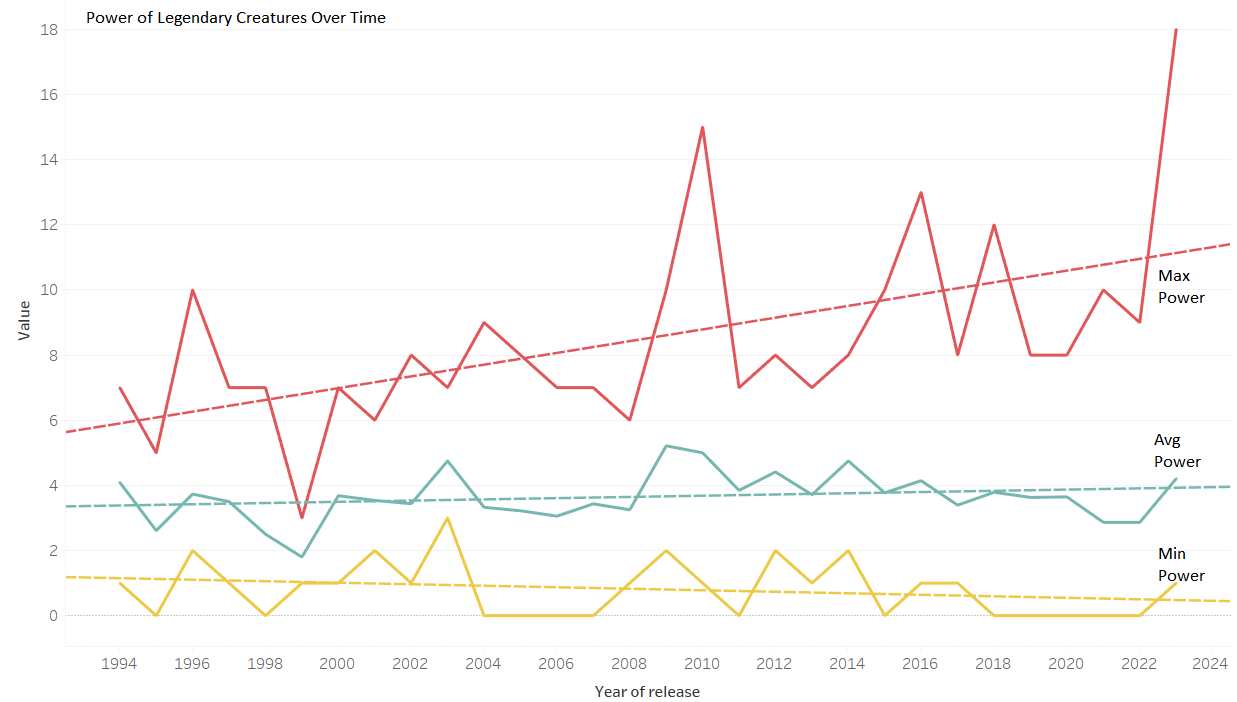 Power of Legendary Creatures Over Time
18
16
14
12
10
8
6
4
2
0
Value
Max
Power
Avg
Power
Min
Power
1994 1996 1998 2000 2002 2004 2006 2008 2010 2012 2014 2016 2018 2020 2022 2024
Year of release